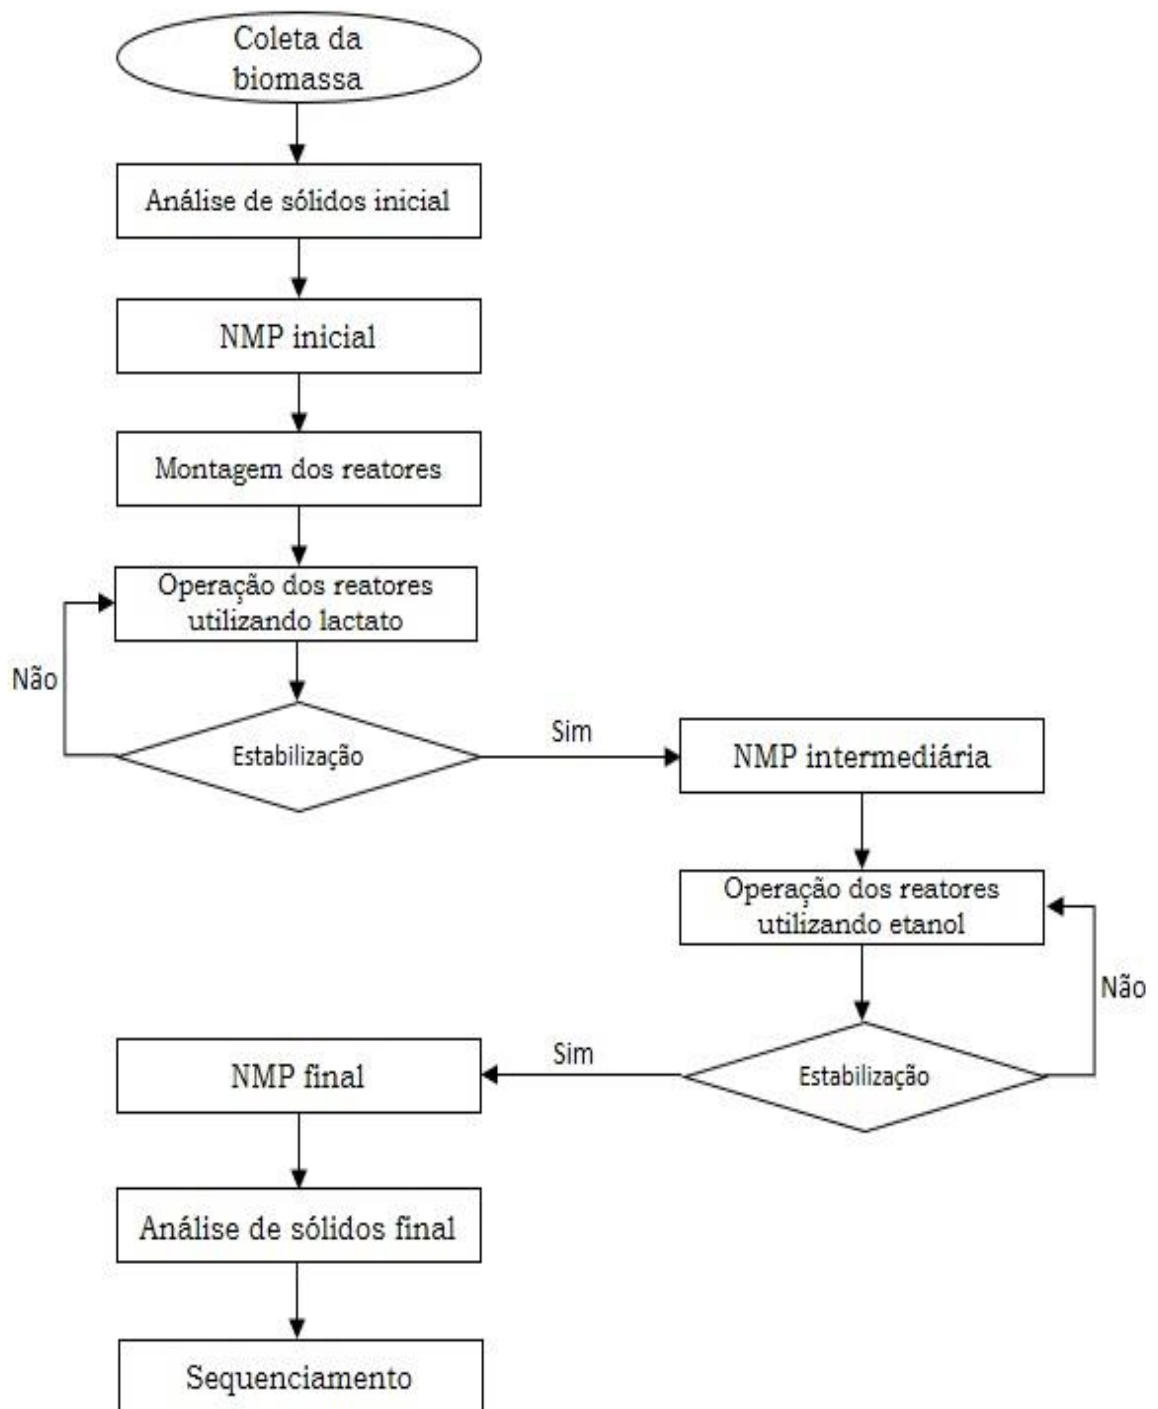 Coleta da
biomassa
Análise de sólidos inicial
NMP inicial
Montagem dos reatores
Operação dos reatores
utilizando lactato
Não
Estabilização
Sim
NMP intermediária
Operação dos reatores
utilizando etanol
Não
Estabilização
Sim
NMP final
Análise de sólidos final
Sequenciamento